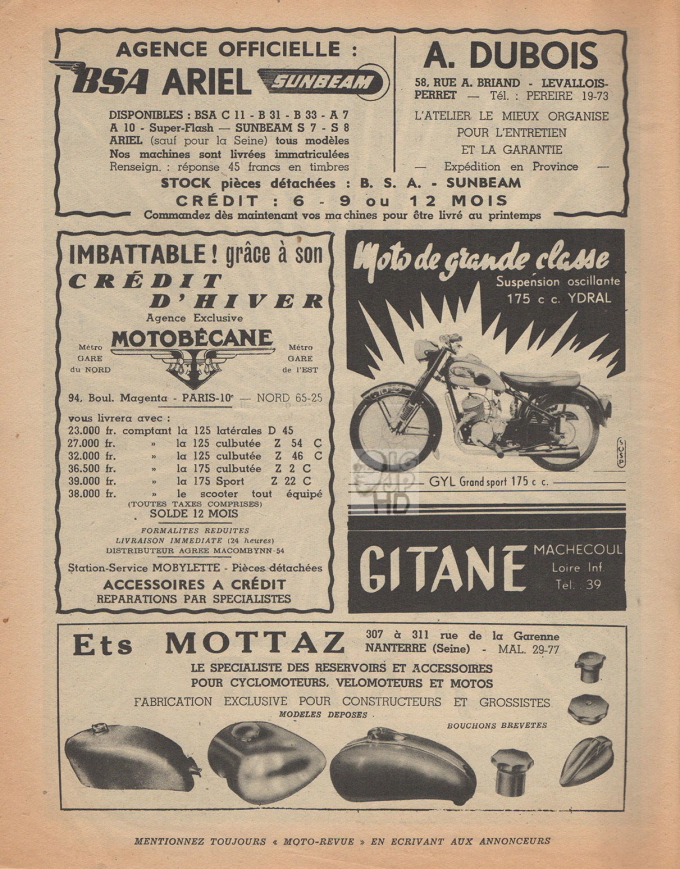 AGENCE OFFICIELLE :
BSA ARIEL SUNBEAM
DISPONIBLES : BSA C 11 - B 31 - B 33 - A 7
A 10 - Super-Flash — SUNBEAM S 7 - S 8
ARIEL (sauf pour la Seine) tous modèles
Nos machines sont livrées immatriculées
Renseign. : réponse 45 francs en timbres
A. DUBOIS
58, RUE A. BRIAND - LEVALLOIS-
PERRET — Tél. : PEREIRE 19-73
L'ATELIER LE MIEUX ORGANISE
POUR L'ENTRETIEN
ET LA GARANTIE
— Expédition en Province —
STOCK pièces détachées : B. S. A. - SUNBEAM
CRÉDIT : 6 - 9 ou 12 MOIS
Commandez dès maintenant vos machines pour être livré au printemps
IMBATTABLE! grâce à son
CRÉDIT
D'HIVER
Agence Exclusive
MOTOBÉCANE
Métro
GARE
du NORD
Métro
GARE
de l'EST
94, Boul. Magenta - PARIS-10e — NORD 65-25
vous livrera avec :
23.000 fr. comptant la 125 latérales D 45
27.000 fr. » la 125 culbutée Z 54 C
32.000 fr. » la 125 culbutée Z 46 C
36.500 fr. » la 175 culbutée Z 2 C
39.000 fr. » la 175 Sport Z 22 C
38.000 fr. » le scooter tout équipé
(TOUTES TAXES COMPRISES)
SOLDE 12 MOIS
FORMALITES REDUITES
LIVRAISON IMMEDIATE (24 heures)
DISTRIBUTEUR AGREE MACOMBYNN-54
Station-Service MOBYLETTE - Pièces détachées
ACCESSOIRES A CRÉDIT
REPARATIONS PAR SPECIALISTES
Moto de grande classe
Suspension oscillante
175 c c. YDRAL
SUSP
GYL Grand sport 175 c c.
GITANE
MACHECOUL
Loire Inf
Tel. 39
BIG
UP
HD
Ets MOTTAZ
307 à 311 rue de la Garenne
NANTERRE (Seine) - MAL. 29-77
LE SPECIALISTE DES RESERVOIRS ET ACCESSOIRES
POUR CYCLOMOTEURS, VELOMOTEURS ET MOTOS
FABRICATION EXCLUSIVE POUR CONSTRUCTEURS ET GROSSISTES
MODELES DEPOSES
BOUCHONS BREVETES
MENTIONNEZ TOUJOURS « MOTO-REVUE » EN ECRIVANT AUX ANNONCEURS